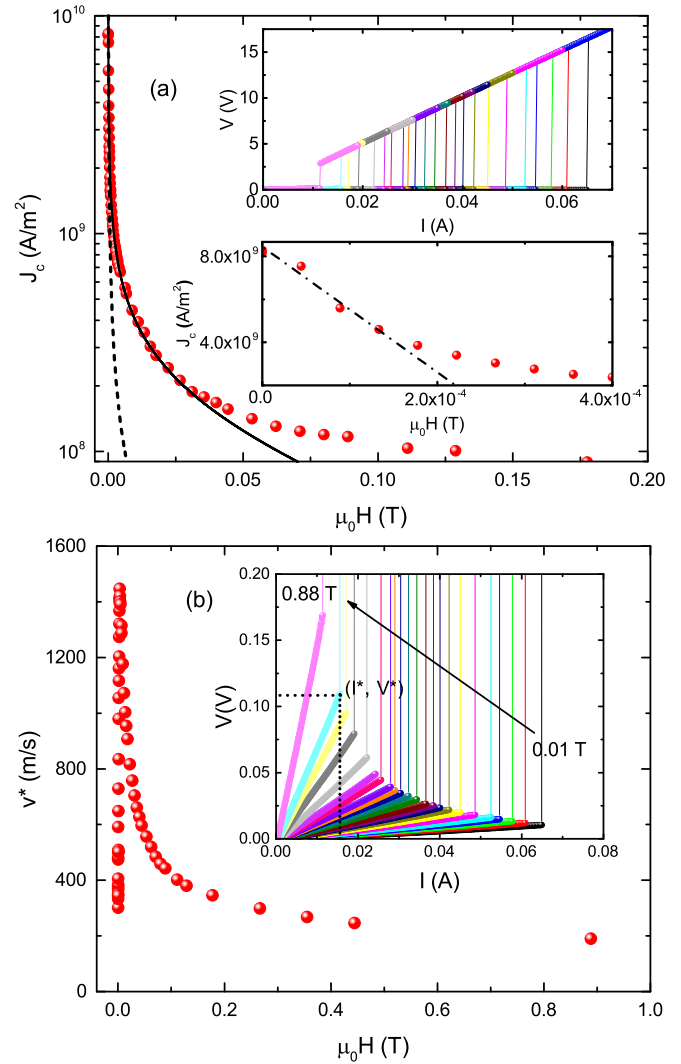 10^10
10^9
10^8
J_c (A/m^2)
(a)
15
10
5
0
V (V)
0.00 0.02 0.04 0.06
I (A)
8.0x10^9
4.0x10^9
J_c (A/m^2)
0.0 2.0x10^-4 4.0x10^-4
μ_0H (T)
0.00 0.05 0.10 0.15 0.20
μ_0H (T)
1600
1200
800
400
0
v* (m/s)
(b)
0.20
0.15
0.10
0.05
0.00
V(V)
0.88 T
(I*, V*)
0.01 T
0.00 0.02 0.04 0.06 0.08
I (A)
0.0 0.2 0.4 0.6 0.8 1.0
μ_0H (T)